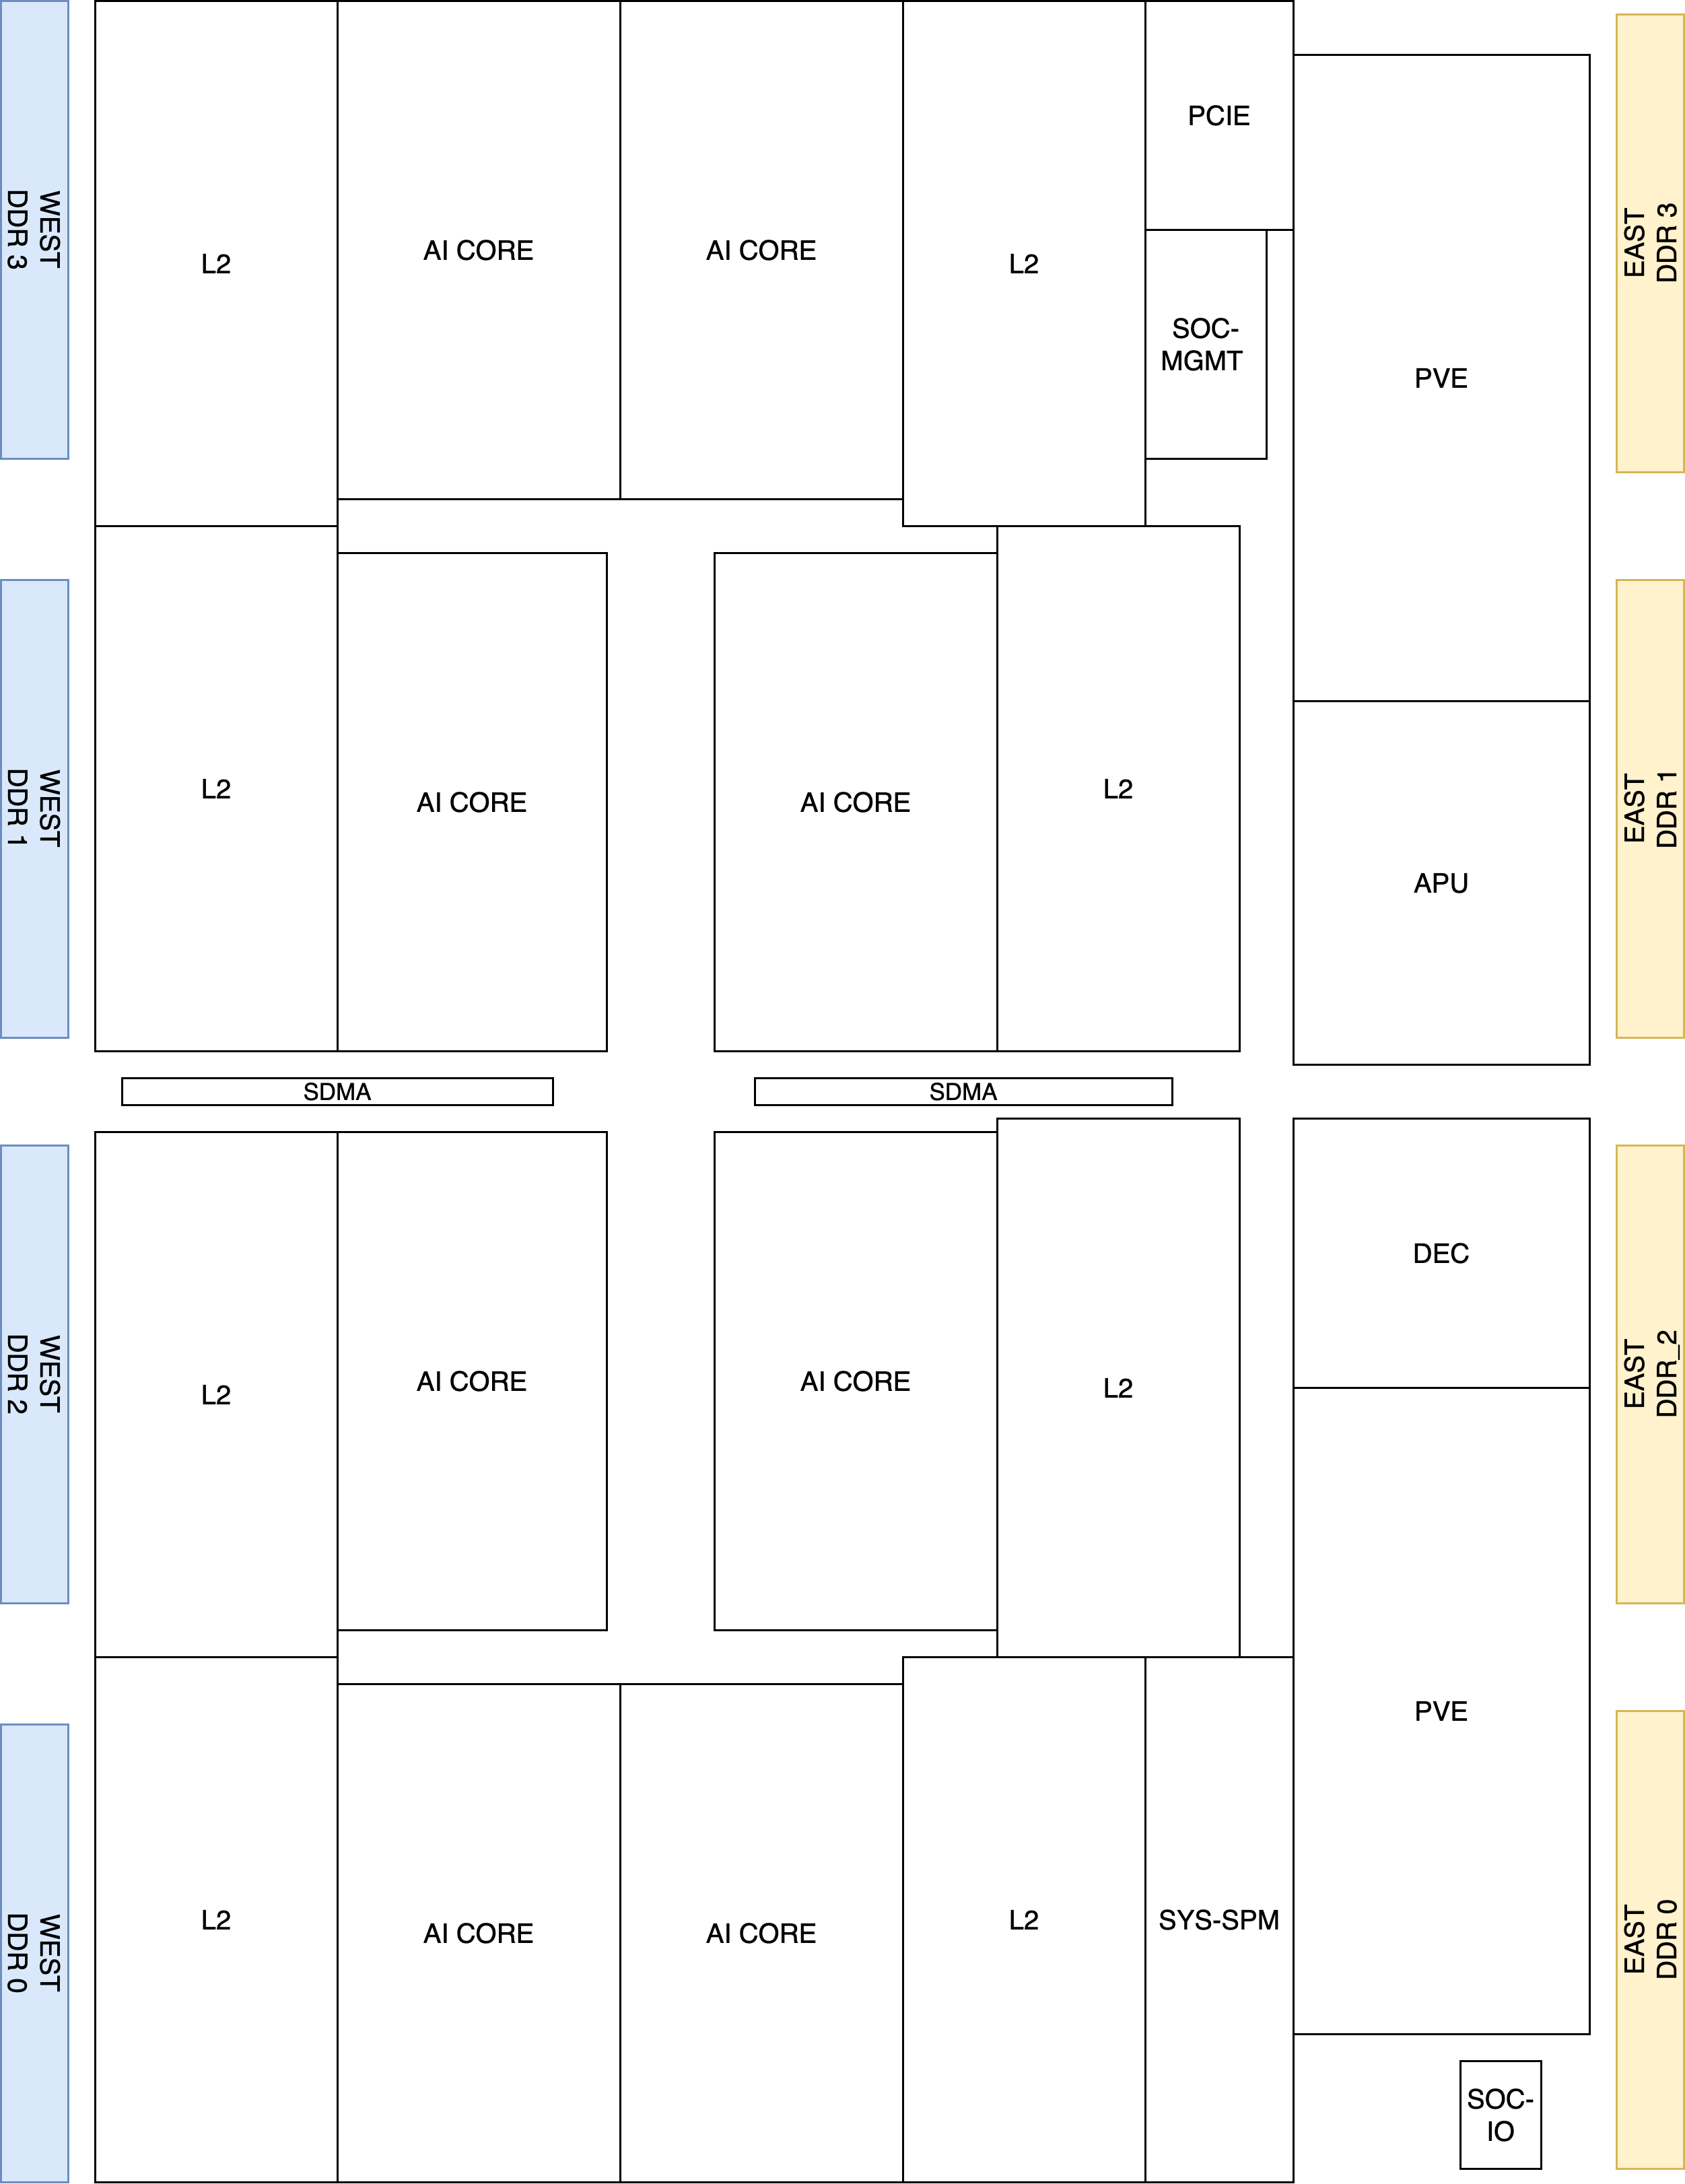 WEST
DDR 3
L2
AI CORE
AI CORE
L2
PCIE
SOC-
MGMT
PVE
EAST
DDR 3
WEST
DDR 1
L2
AI CORE
AI CORE
L2
APU
EAST
DDR 1
SDMA
SDMA
WEST
DDR 2
L2
AI CORE
AI CORE
L2
DEC
EAST
DDR_2
WEST
DDR 0
L2
AI CORE
AI CORE
L2
SYS-SPM
PVE
EAST
DDR 0
SOC-
IO